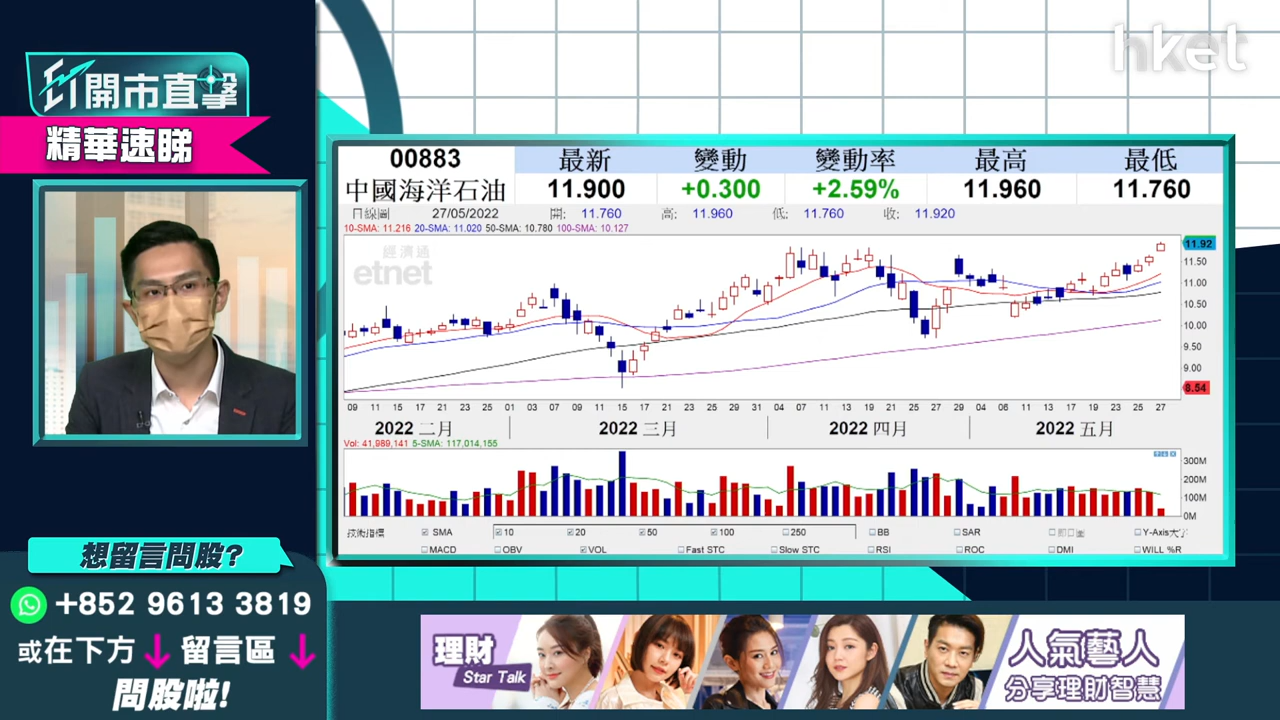 hket
ET開市直擊
精華速睇
00883
中國海洋石油
最新 變動 變動率 最高 最低
11.900 +0.300 +2.59% 11.960 11.760
日線圖 27/05/2022 開: 11.760 高: 11.960 低: 11.760 收: 11.920
10-SMA: 11.216 20-SMA: 11.020 50-SMA: 10.780 100-SMA: 10.127
經濟通
etnet
11.92
11.50
11.00
10.50
10.00
9.50
9.00
8.54
09 11 15 17 21 23 25 01 03 07 09 11 15 17 21 23 25 29 31 04 07 11 13 19 21 25 27 29 04 06 11 13 17 19 23 25 27
2022 二月 2022 三月 2022 四月 2022 五月
Vol: 41,989,141 5-SMA: 117,014,155
300M
200M
100M
0M
技術指標 SMA 10 20 50 100 250 BB SAR Y-Axis大字
MACD OBV VOL Fast STC Slow STC RSI ROC DMI WILL %R
想留言問股?
+852 9613 3819
或在下方 留言區
問股啦!
理財
Star Talk
人氣藝人
分享理財智慧